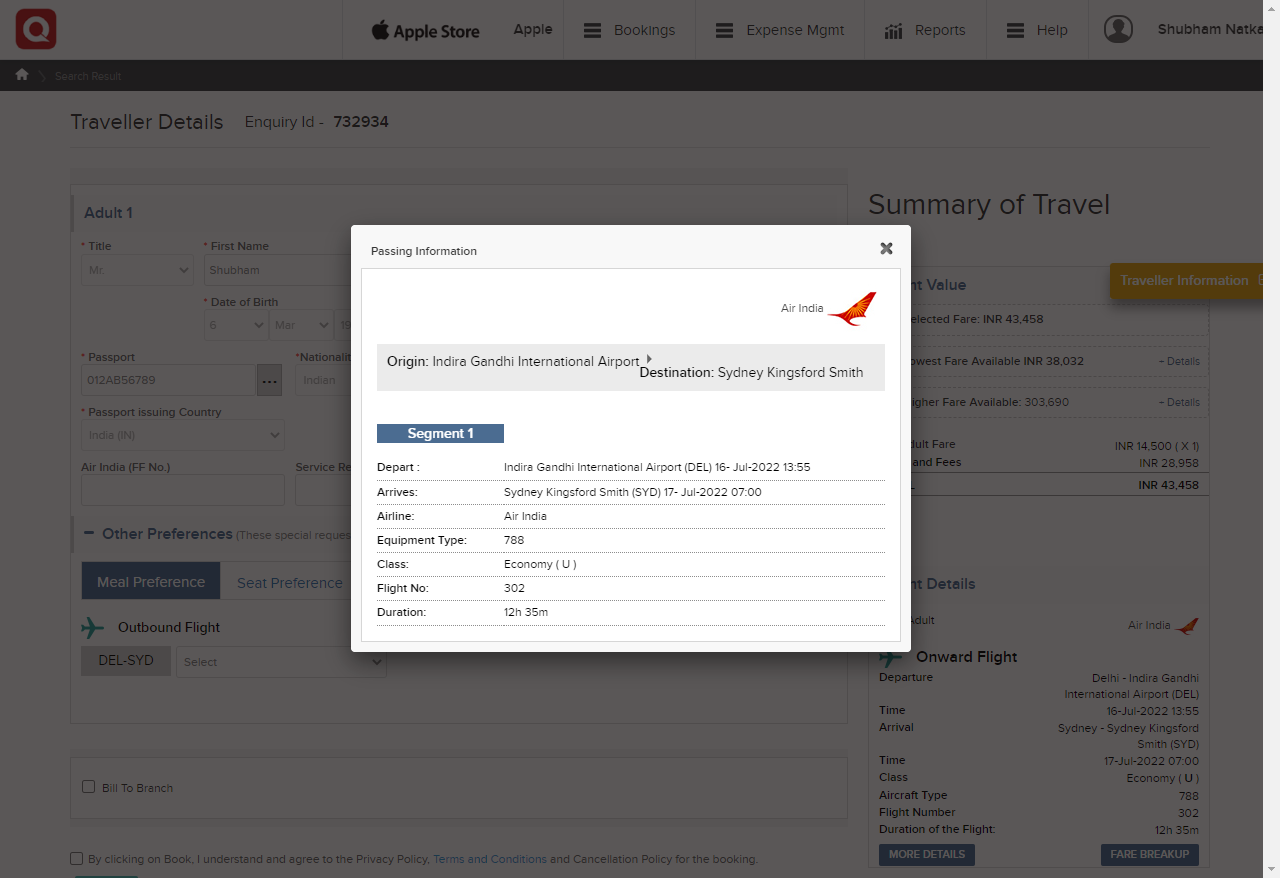 Apple Store
Apple
Bookings
Expense Mgmt
Reports
Help
Shubham Natka
Search Result
Traveller Details
Enquiry Id - 732934
Adult 1
* Title
* First Name
Mr.
Shubham
* Date of Birth
6
Mar
19
* Passport
*Nationalit
012AB56789
...
Indian
* Passport issuing Country
India (IN)
Air India (FF No.)
Service Re
− Other Preferences (These special reques
Meal Preference
Seat Preference
Outbound Flight
DEL-SYD
Select
Bill To Branch
By clicking on Book, I understand and agree to the Privacy Policy, Terms and Conditions and Cancellation Policy for the booking.
Passing Information
Air India
Origin: Indira Gandhi International Airport
Destination: Sydney Kingsford Smith
Segment 1
Depart : Indira Gandhi International Airport (DEL) 16- Jul-2022 13:55
Arrives: Sydney Kingsford Smith (SYD) 17- Jul-2022 07:00
Airline: Air India
Equipment Type: 788
Class: Economy ( U )
Flight No: 302
Duration: 12h 35m
Summary of Travel
nt Value
Traveller Information
elected Fare: INR 43,458
owest Fare Available INR 38,032
– Details
igher Fare Available: 303,690
– Details
dult Fare
INR 14,500 ( X 1)
and Fees
INR 28,958
INR 43,458
nt Details
Adult
Air India
Onward Flight
Departure
Delhi - Indira Gandhi
International Airport (DEL)
Time
16-Jul-2022 13:55
Arrival
Sydney - Sydney Kingsford
Smith (SYD)
Time
17-Jul-2022 07:00
Class
Economy ( U )
Aircraft Type
788
Flight Number
302
Duration of the Flight:
12h 35m
MORE DETAILS
FARE BREAKUP